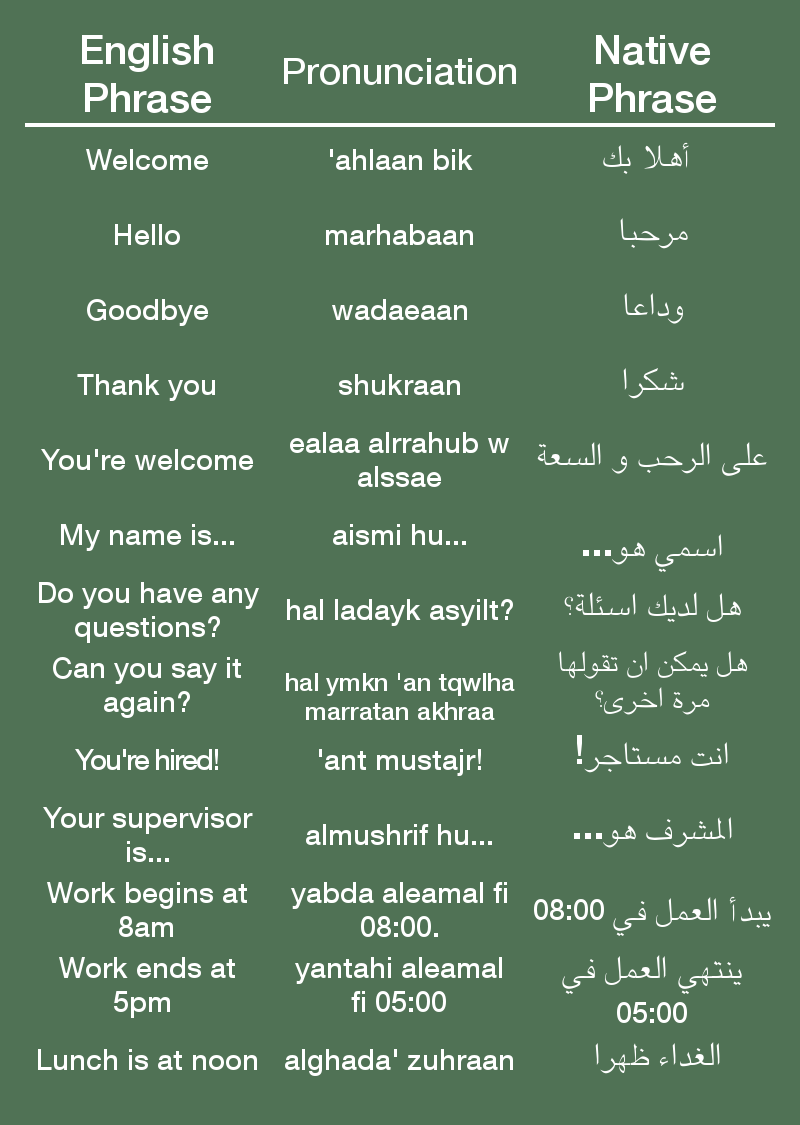 English Phrase
Pronunciation
Native Phrase
Welcome
'ahlaan bik
أهلا بك
Hello
marhabaan
مرحبا
Goodbye
wadaeaan
وداعا
Thank you
shukraan
شكرا
You're welcome
ealaa alrrahub w
alssae
على الرحب و السعة
My name is...
aismi hu...
اسمي هو...
Do you have any
questions?
hal ladayk asyilt?
هل لديك اسئلة؟
Can you say it
again?
hal ymkn 'an tqwlha
marratan akhraa
هل يمكن ان تقولها
مرة اخرى؟
You're hired!
'ant mustajr!
انت مستاجر!
Your supervisor
is...
almushrif hu...
المشرف هو...
Work begins at
8am
yabda aleamal fi
08:00.
يبدأ العمل في 08:00
Work ends at
5pm
yantahi aleamal
fi 05:00
ينتهي العمل في
05:00
Lunch is at noon
alghada' zuhraan
الغداء ظهرا